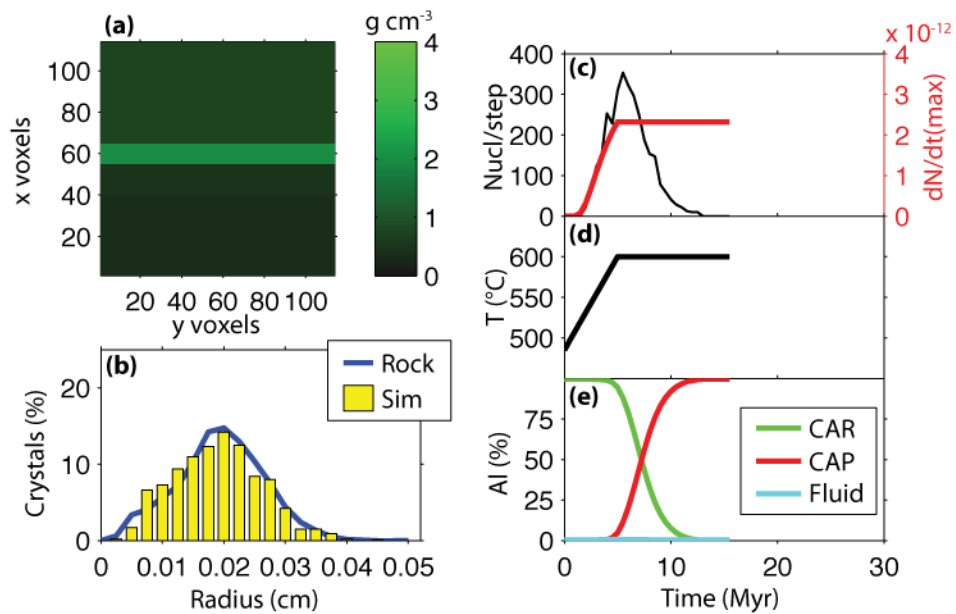 (a)
g cm-3
100
80
60
40
20
x voxels
20 40 60 80 100
y voxels
4
3
2
1
0
(b)
Rock
Sim
20
10
0
Crystals (%)
0 0.01 0.02 0.03 0.04 0.05
Radius (cm)
x 10-12
(c)
400
300
200
100
0
Nucl/step
4
3
2
1
0
dN/dt(max)
(d)
600
550
500
T (°C)
(e)
75
50
25
0
Al (%)
CAR
CAP
Fluid
0 10 20 30
Time (Myr)